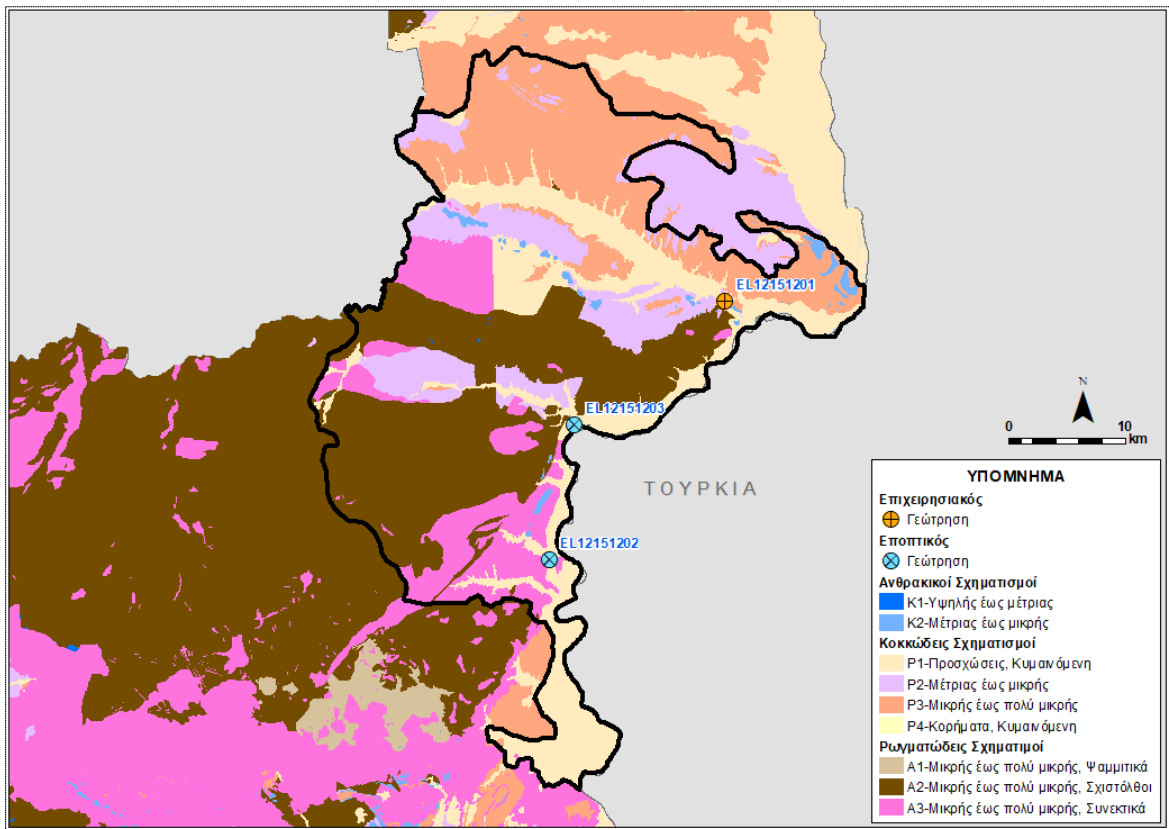 EL12151201
EL12151203
N
0 10
km
ΤΟΥΡΚΙΑ
EL12151202
ΥΠΟΜΝΗΜΑ
Επιχειρησιακός
Γεώτρηση
Εποπτικός
Γεώτρηση
Ανθρακικοί Σχηματισμοί
K1-Υψηλής έως μέτριας
K2-Μέτριας έως μικρής
Κοκκώδεις Σχηματισμοί
P1-Προσχώσεις, Κυμαινόμενη
P2-Μέτριας έως μικρής
P3-Μικρής έως πολύ μικρής
P4-Κορήματα, Κυμαινόμενη
Ρωγματώδεις Σχηματιμοί
A1-Μικρής έως πολύ μικρής, Ψαμμιτικά
A2-Μικρής έως πολύ μικρής, Σχιστόλθοι
A3-Μικρής έως πολύ μικρής, Συνεκτικά